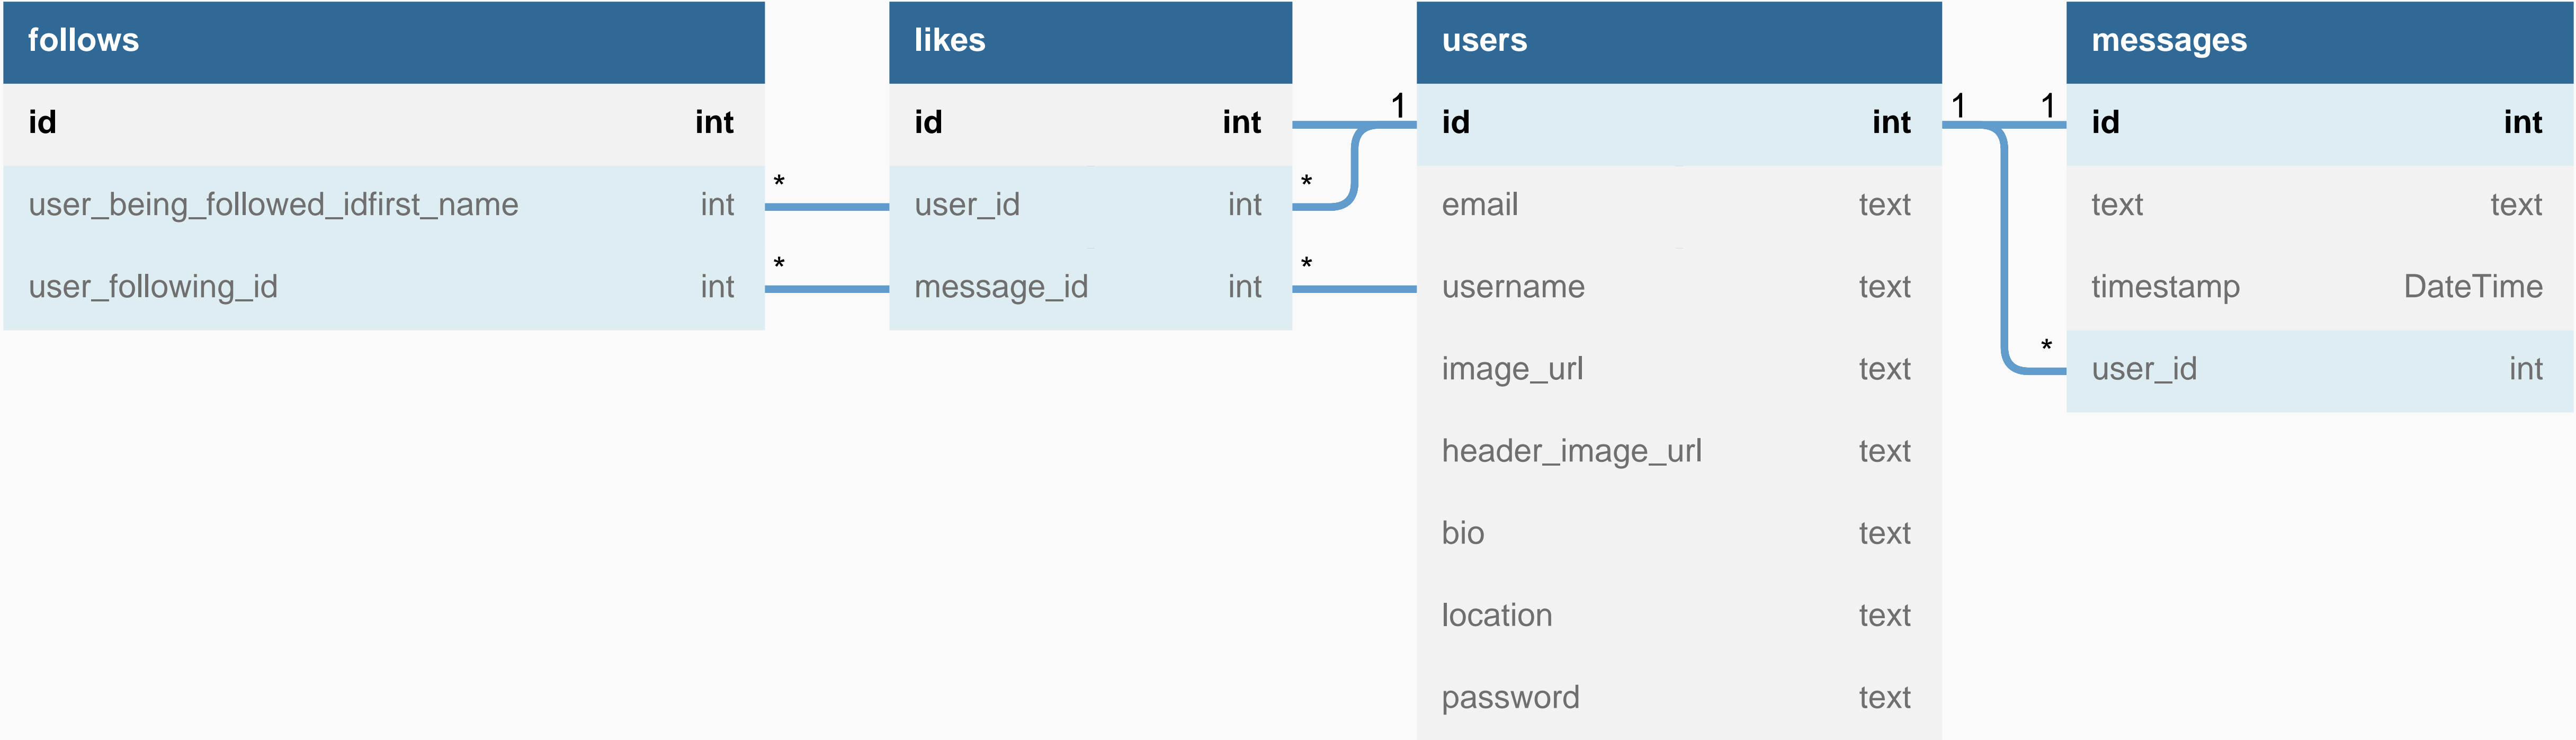 follows
id int
user_being_followed_idfirst_name int
*
user_following_id int
*
likes
id int
1
user_id int
*
message_id int
*
users
id int
1
email text
username text
image_url text
header_image_url text
bio text
location text
password text
messages
1
id int
text text
timestamp DateTime
*
user_id int